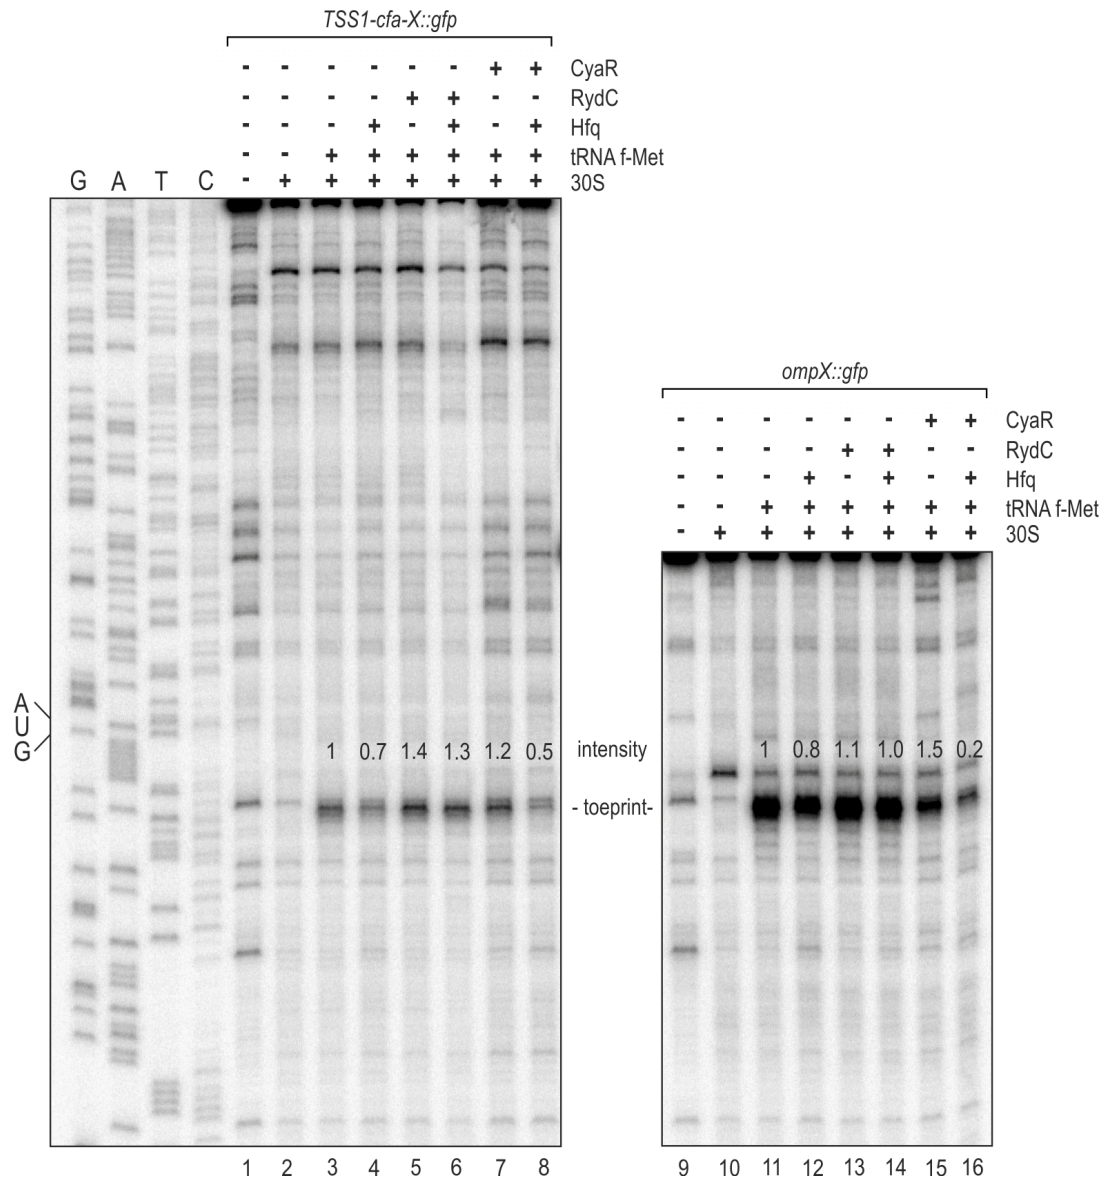 TSS1-cfa-X::gfp
- - - - - - + + CyaR
- - - - + + - - RydC
- - - + - + - + Hfq
- - + + + + + + tRNA f-Met
G A T C - + + + + + + + 30S
ompX::gfp
- - - - - - + + CyaR
- - - - + + - - RydC
- - - + - + - + Hfq
- - + + + + + + tRNA f-Met
- + + + + + + + 30S
A
U
G
1 0.7 1.4 1.3 1.2 0.5 intensity 1 0.8 1.1 1.0 1.5 0.2
- toeprint-
1 2 3 4 5 6 7 8 9 10 11 12 13 14 15 16